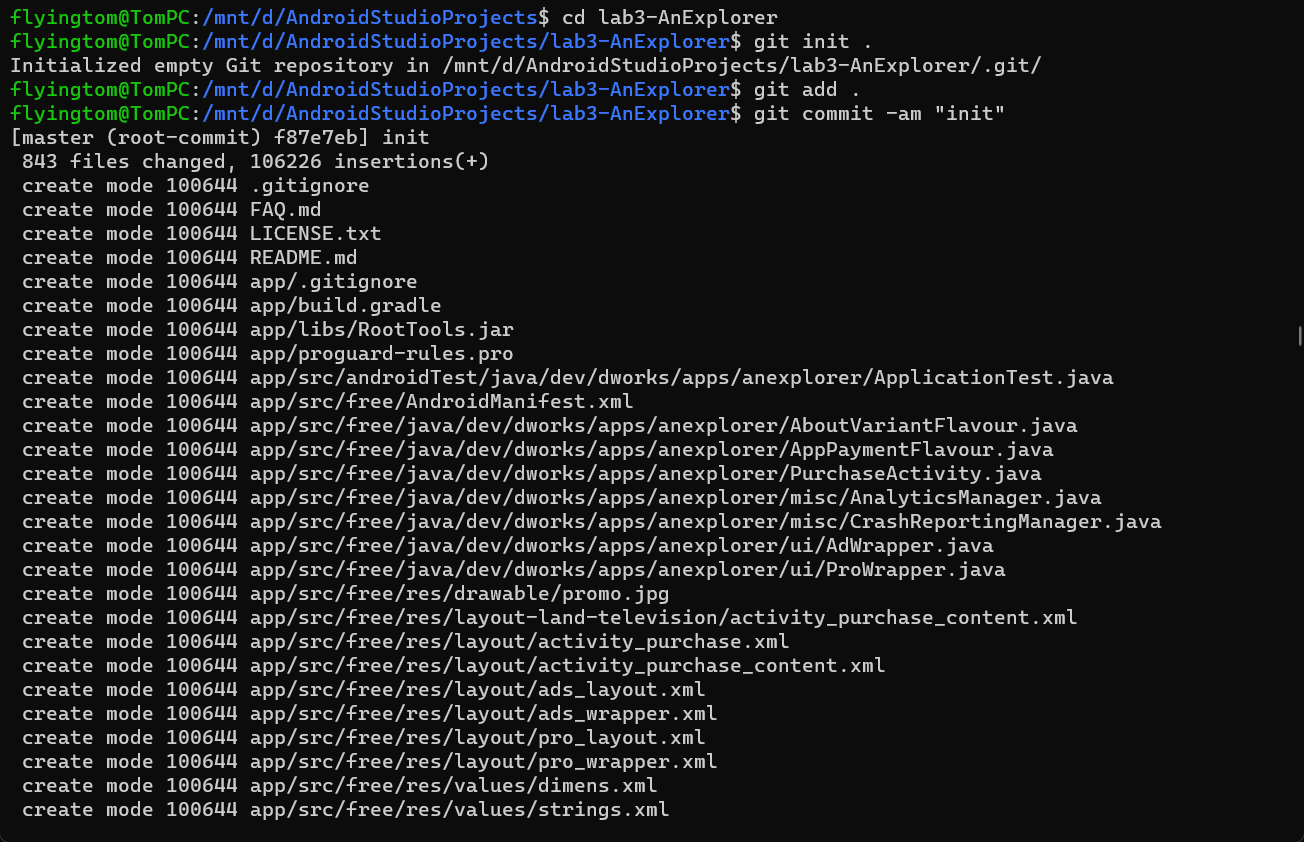 flyingtom@TomPC:/mnt/d/AndroidStudioProjects$ cd lab3-AnExplorer
flyingtom@TomPC:/mnt/d/AndroidStudioProjects/lab3-AnExplorer$ git init .
Initialized empty Git repository in /mnt/d/AndroidStudioProjects/lab3-AnExplorer/.git/
flyingtom@TomPC:/mnt/d/AndroidStudioProjects/lab3-AnExplorer$ git add .
flyingtom@TomPC:/mnt/d/AndroidStudioProjects/lab3-AnExplorer$ git commit -am "init"
[master (root-commit) f87e7eb] init
 843 files changed, 106226 insertions(+)
 create mode 100644 .gitignore
 create mode 100644 FAQ.md
 create mode 100644 LICENSE.txt
 create mode 100644 README.md
 create mode 100644 app/.gitignore
 create mode 100644 app/build.gradle
 create mode 100644 app/libs/RootTools.jar
 create mode 100644 app/proguard-rules.pro
 create mode 100644 app/src/androidTest/java/dev/dworks/apps/anexplorer/ApplicationTest.java
 create mode 100644 app/src/free/AndroidManifest.xml
 create mode 100644 app/src/free/java/dev/dworks/apps/anexplorer/AboutVariantFlavour.java
 create mode 100644 app/src/free/java/dev/dworks/apps/anexplorer/AppPaymentFlavour.java
 create mode 100644 app/src/free/java/dev/dworks/apps/anexplorer/PurchaseActivity.java
 create mode 100644 app/src/free/java/dev/dworks/apps/anexplorer/misc/AnalyticsManager.java
 create mode 100644 app/src/free/java/dev/dworks/apps/anexplorer/misc/CrashReportingManager.java
 create mode 100644 app/src/free/java/dev/dworks/apps/anexplorer/ui/AdWrapper.java
 create mode 100644 app/src/free/java/dev/dworks/apps/anexplorer/ui/ProWrapper.java
 create mode 100644 app/src/free/res/drawable/promo.jpg
 create mode 100644 app/src/free/res/layout-land-television/activity_purchase_content.xml
 create mode 100644 app/src/free/res/layout/activity_purchase.xml
 create mode 100644 app/src/free/res/layout/activity_purchase_content.xml
 create mode 100644 app/src/free/res/layout/ads_layout.xml
 create mode 100644 app/src/free/res/layout/ads_wrapper.xml
 create mode 100644 app/src/free/res/layout/pro_layout.xml
 create mode 100644 app/src/free/res/layout/pro_wrapper.xml
 create mode 100644 app/src/free/res/values/dimens.xml
 create mode 100644 app/src/free/res/values/strings.xml